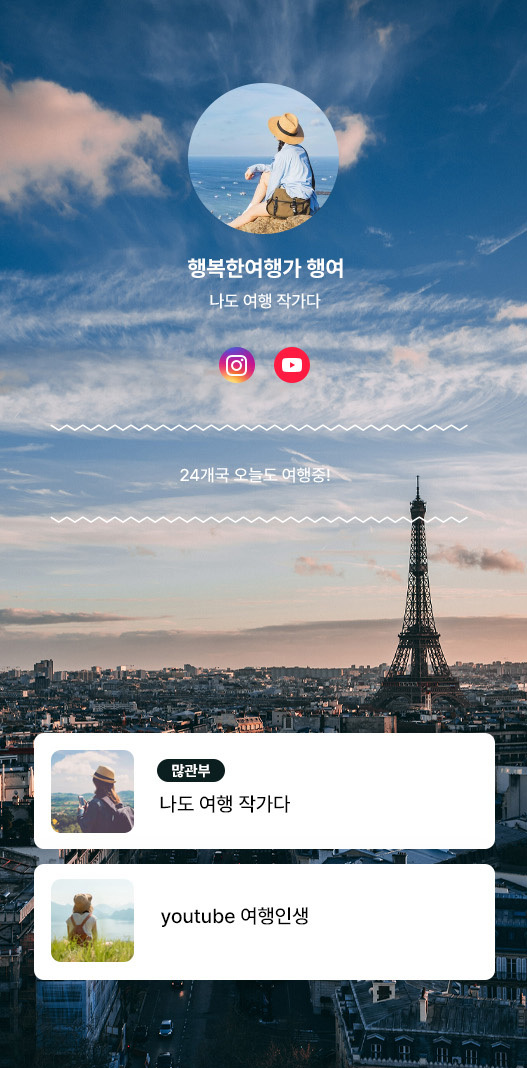 행복한여행가 행여
나도 여행 작가다
24개국 오늘도 여행중!
많관부
나도 여행 작가다
youtube 여행인생